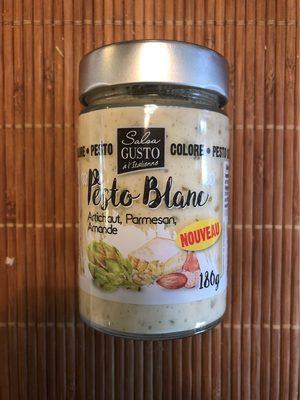 Salsa
GUSTO
à l'Italienne
COLORE • PESTO
Pesto Blanc
Artichaut, Parmesan,
Amande
NOUVEAU
180g